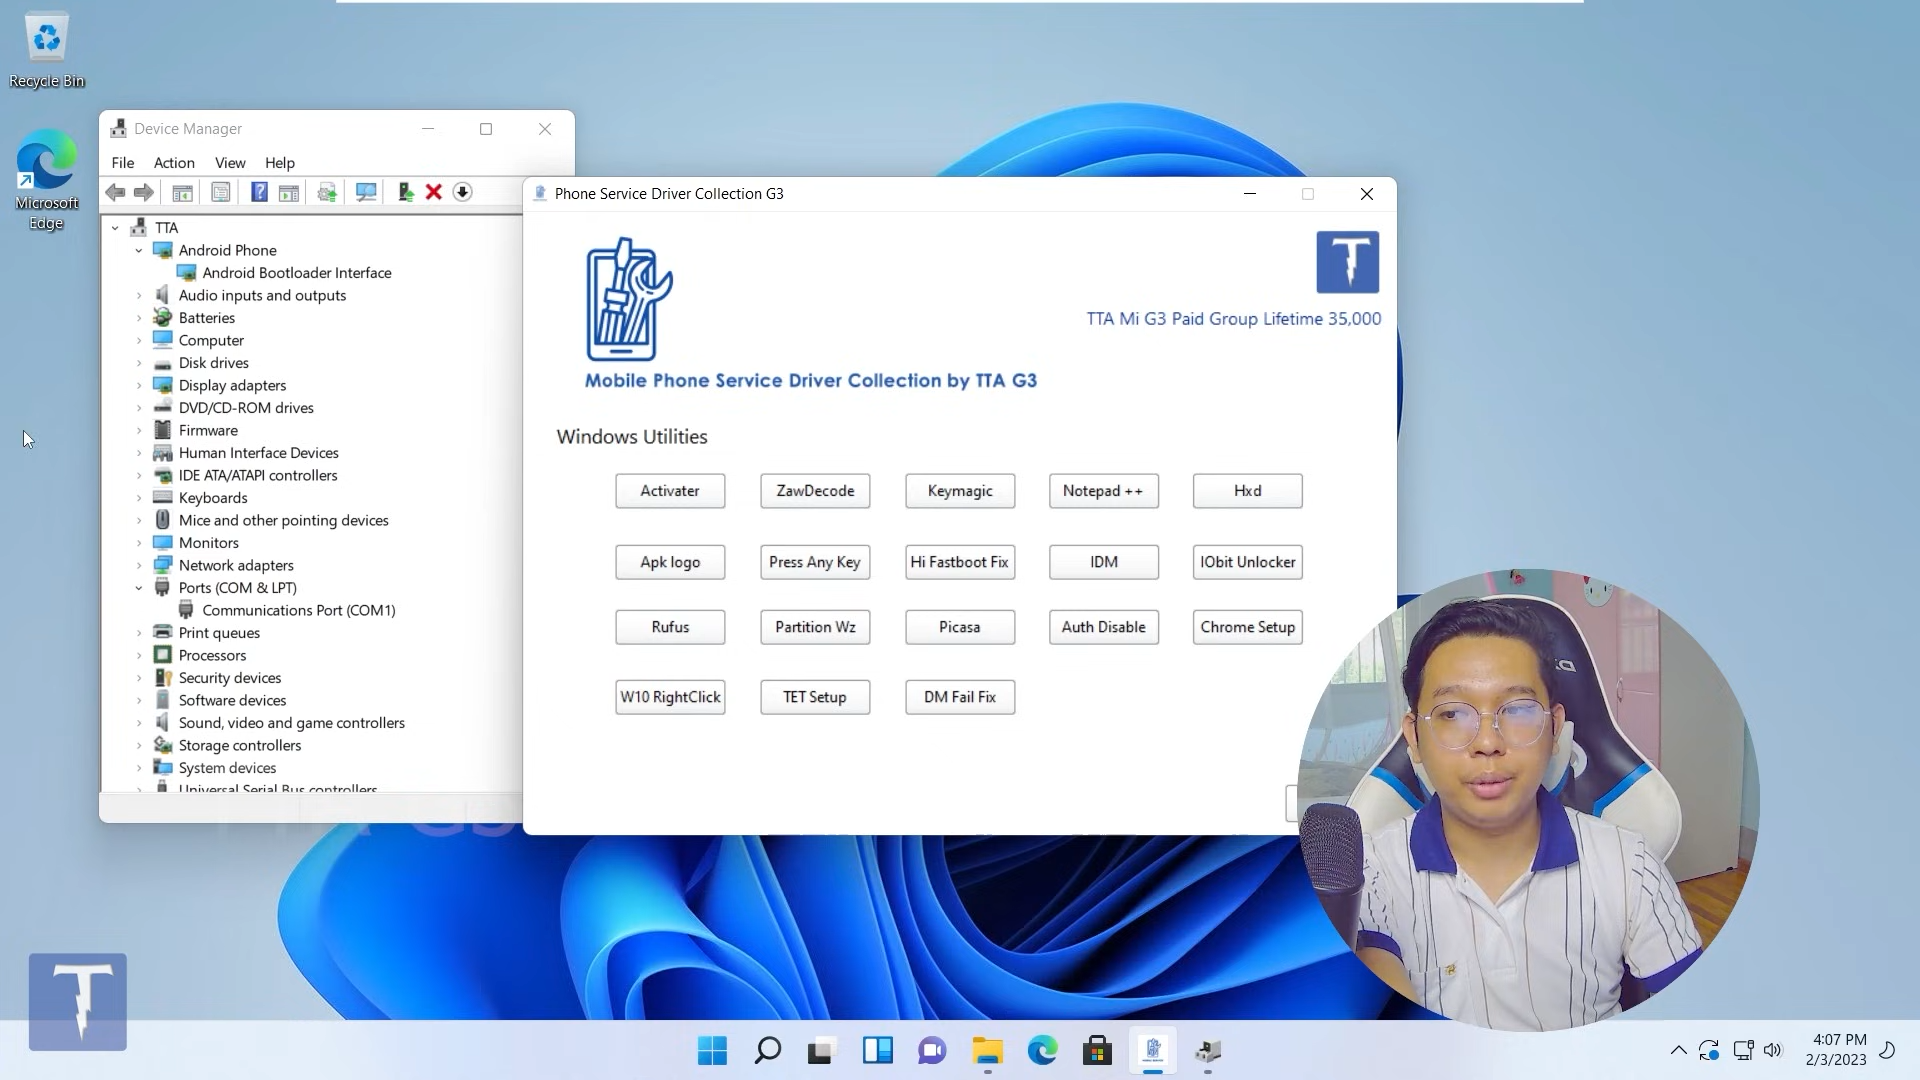 Recycle Bin
Microsoft
Edge
Device Manager
File Action View Help
TTA
Android Phone
Android Bootloader Interface
Audio inputs and outputs
Batteries
Computer
Disk drives
Display adapters
DVD/CD-ROM drives
Firmware
Human Interface Devices
IDE ATA/ATAPI controllers
Keyboards
Mice and other pointing devices
Monitors
Network adapters
Ports (COM & LPT)
Communications Port (COM1)
Print queues
Processors
Security devices
Software devices
Sound, video and game controllers
Storage controllers
System devices
Universal Serial Bus controllers
Phone Service Driver Collection G3
T
TTA Mi G3 Paid Group Lifetime 35,000
Mobile Phone Service Driver Collection by TTA G3
Windows Utilities
Activater ZawDecode Keymagic Notepad ++ Hxd
Apk logo Press Any Key Hi Fastboot Fix IDM IObit Unlocker
Rufus Partition Wz Picasa Auth Disable Chrome Setup
W10 RightClick TET Setup DM Fail Fix
T
4:07 PM
2/3/2023